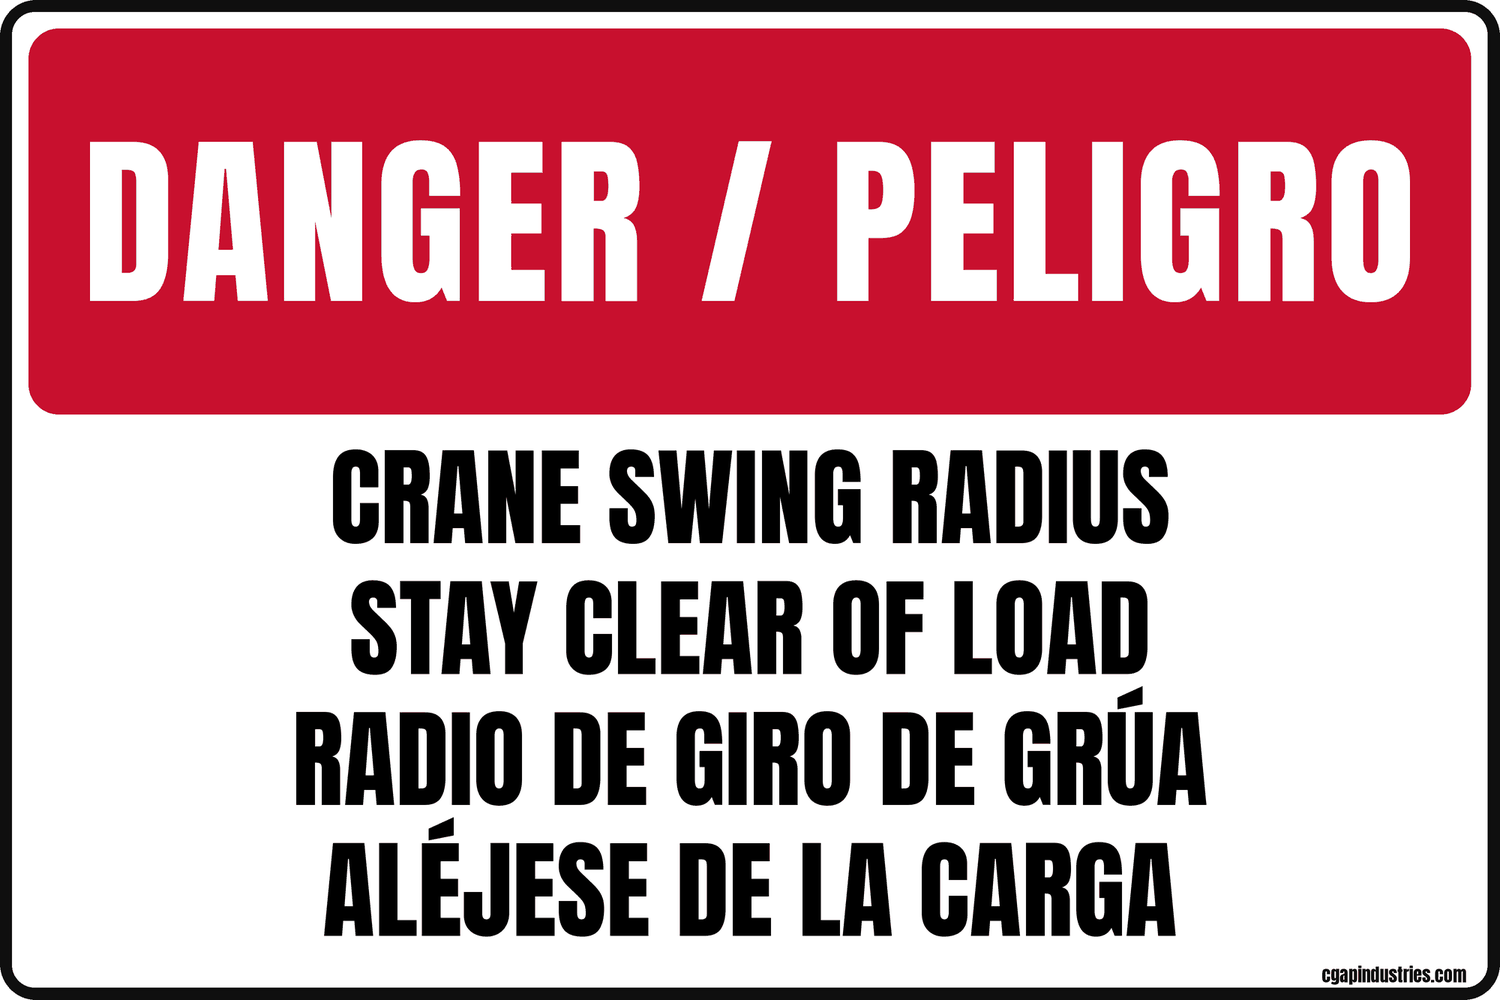 DANGER / PELIGRO
CRANE SWING RADIUS
STAY CLEAR OF LOAD
RADIO DE GIRO DE GRÚA
ALÉJESE DE LA CARGA
cgapindustries.com